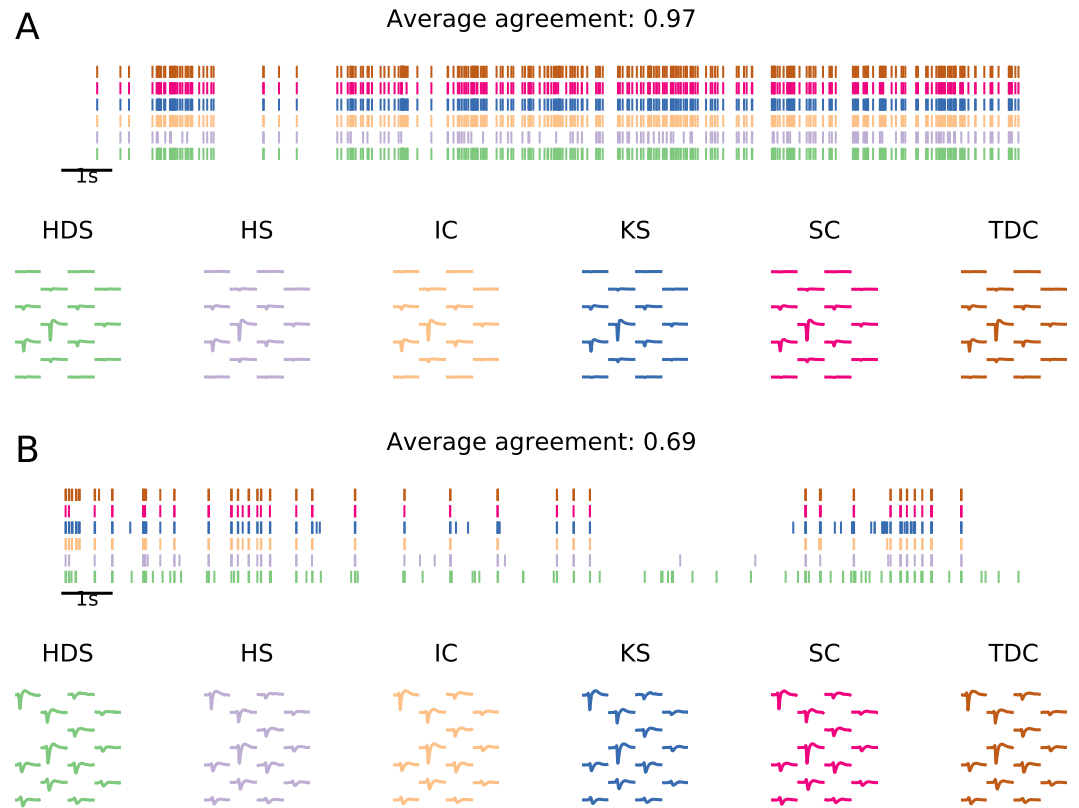 A
Average agreement: 0.97
1s
HDS HS IC KS SC TDC
B
Average agreement: 0.69
1s
HDS HS IC KS SC TDC